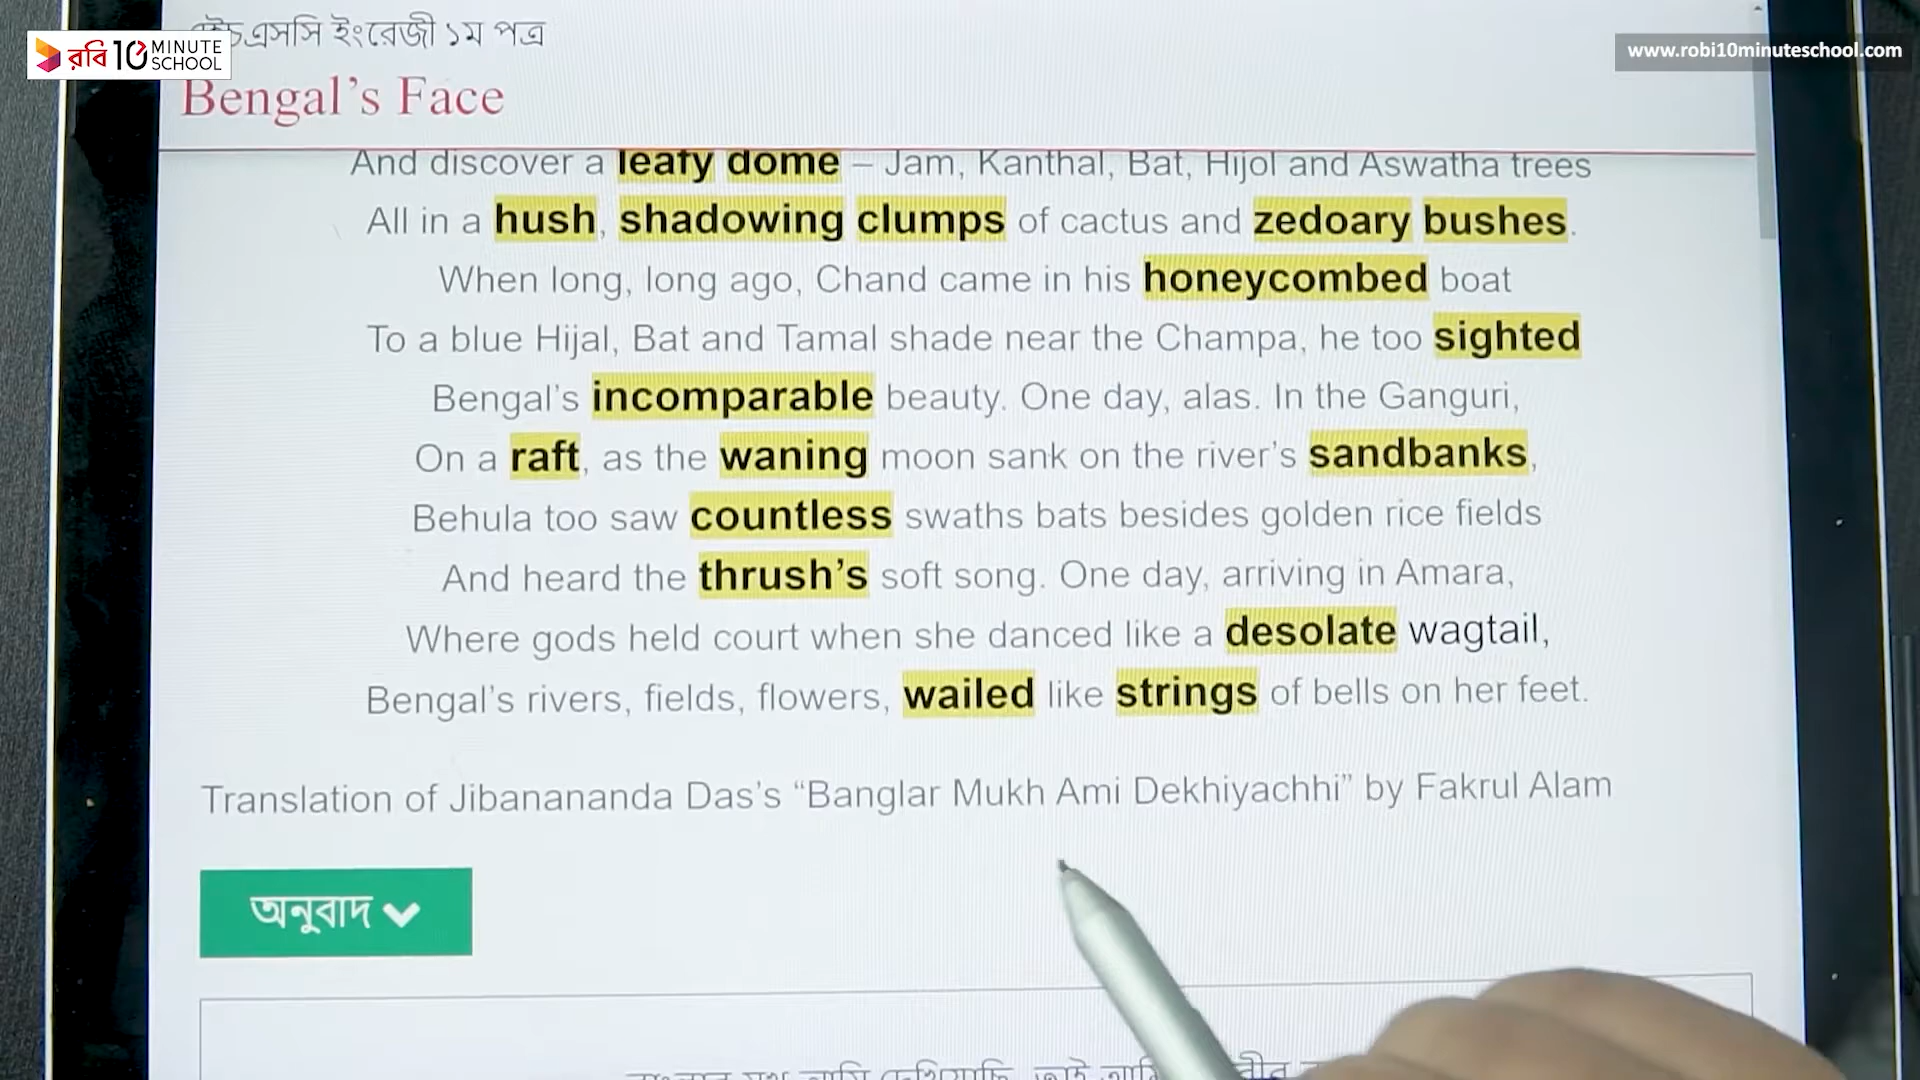 এইচএসসি ইংরেজী ১ম পত্র
রবি 10 MINUTE SCHOOL
www.robi10minuteschool.com
Bengal's Face
And discover a leafy dome – Jam, Kanthal, Bat, Hijol and Aswatha trees
All in a hush, shadowing clumps of cactus and zedoary bushes.
When long, long ago, Chand came in his honeycombed boat
To a blue Hijal, Bat and Tamal shade near the Champa, he too sighted
Bengal's incomparable beauty. One day, alas. In the Ganguri,
On a raft, as the waning moon sank on the river's sandbanks,
Behula too saw countless swaths bats besides golden rice fields
And heard the thrush's soft song. One day, arriving in Amara,
Where gods held court when she danced like a desolate wagtail,
Bengal's rivers, fields, flowers, wailed like strings of bells on her feet.
Translation of Jibanananda Das's “Banglar Mukh Ami Dekhiyachhi” by Fakrul Alam
অনুবাদ